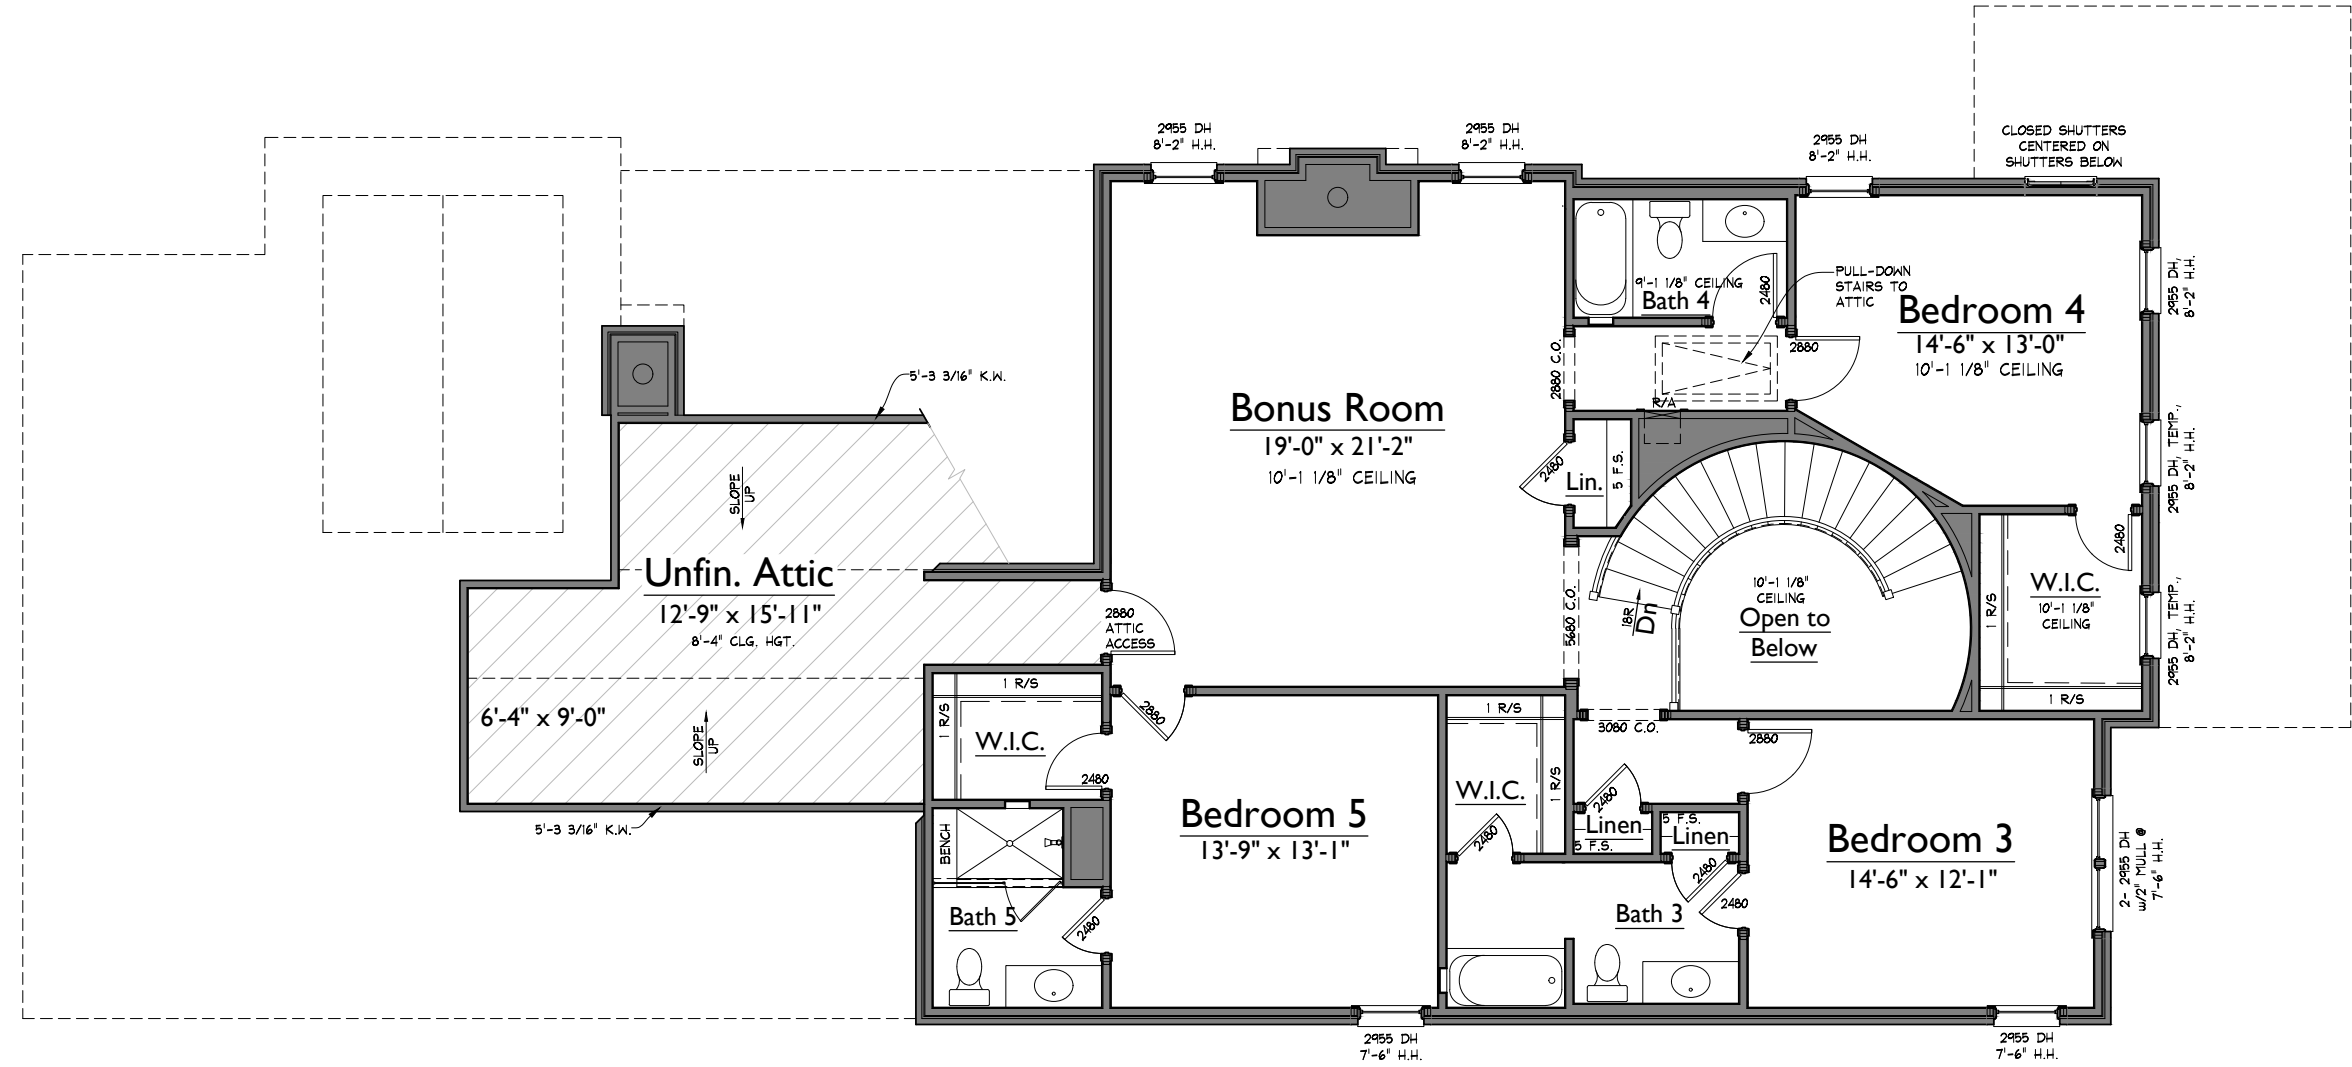 2955 DH
8'-2" H.H.
2955 DH
8'-2" H.H.
2955 DH
8'-2" H.H.
CLOSED SHUTTERS
CENTERED ON
SHUTTERS BELOW
9'-1 1/8" CEILING
Bath 4
2480
PULL-DOWN
STAIRS TO
ATTIC
Bedroom 4
14'-6" x 13'-0"
10'-1 1/8" CEILING
2955 DH,
8'-2" H.H.
2880
2880 C.O.
R/A
5'-3 3/16" K.W.
Bonus Room
19'-0" x 21'-2"
10'-1 1/8" CEILING
2480
Lin.
5 F.S.
2955 DH, TEMP.,
8'-2" H.H.
SLOPE
UP
Unfin. Attic
12'-9" x 15'-11"
8'-4" CLG. HGT.
2880
ATTIC
ACCESS
5680 C.O.
18R
Dn
10'-1 1/8"
CEILING
Open to
Below
2480
1 R/S
W.I.C.
10'-1 1/8"
CEILING
1 R/S
2955 DH, TEMP.,
8'-2" H.H.
6'-4" x 9'-0"
SLOPE
UP
1 R/S
1 R/S
W.I.C.
2480
2880
1 R/S
1 R/S
W.I.C.
2480
3080 C.O.
2880
2480
Linen
5 F.S.
5 F.S.
Linen
2480
2480
5'-3 3/16" K.W.
BENCH
Bath 5
2480
Bedroom 5
13'-9" x 13'-1"
Bath 3
Bedroom 3
14'-6" x 12'-1"
2- 2955 DH
w/2" MULL @
7'-6" H.H.
2955 DH
7'-6" H.H.
2955 DH
7'-6" H.H.